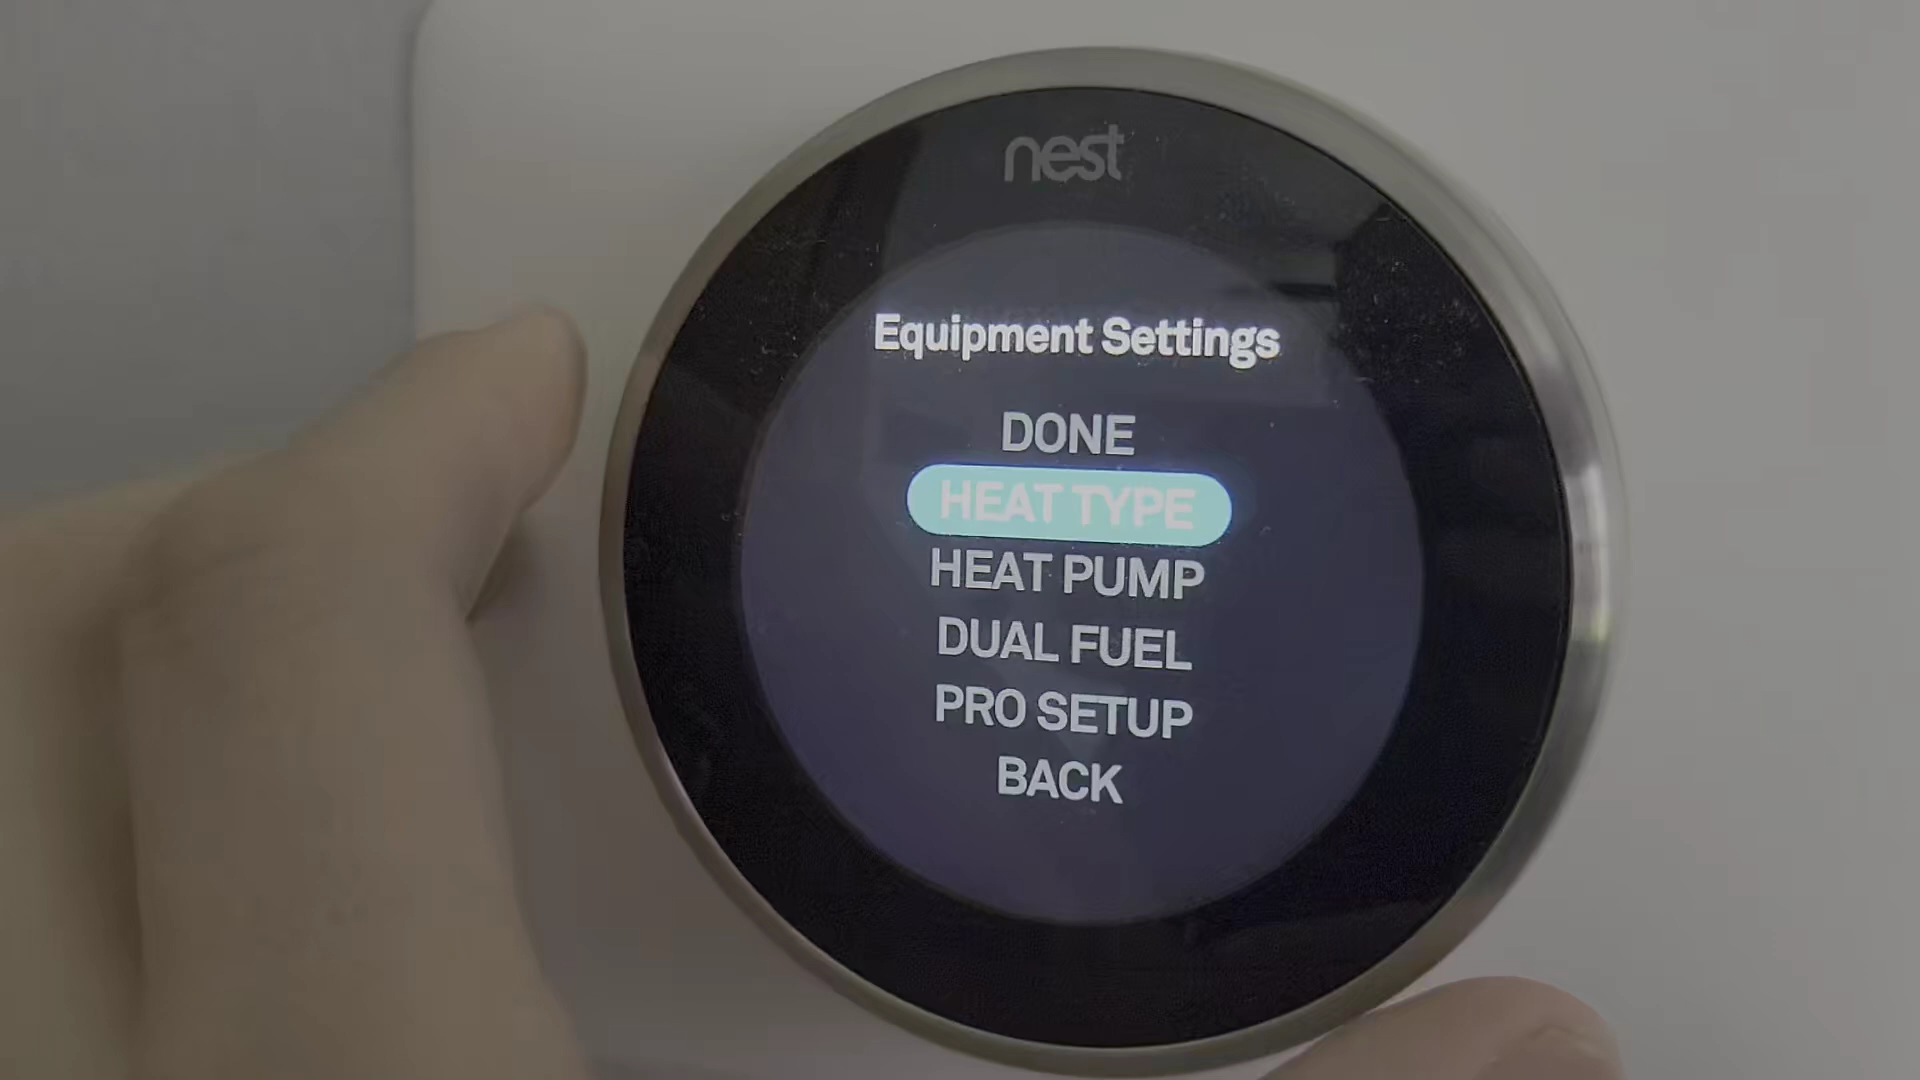 nest
Equipment Settings
DONE
HEAT TYPE
HEAT PUMP
DUAL FUEL
PRO SETUP
BACK